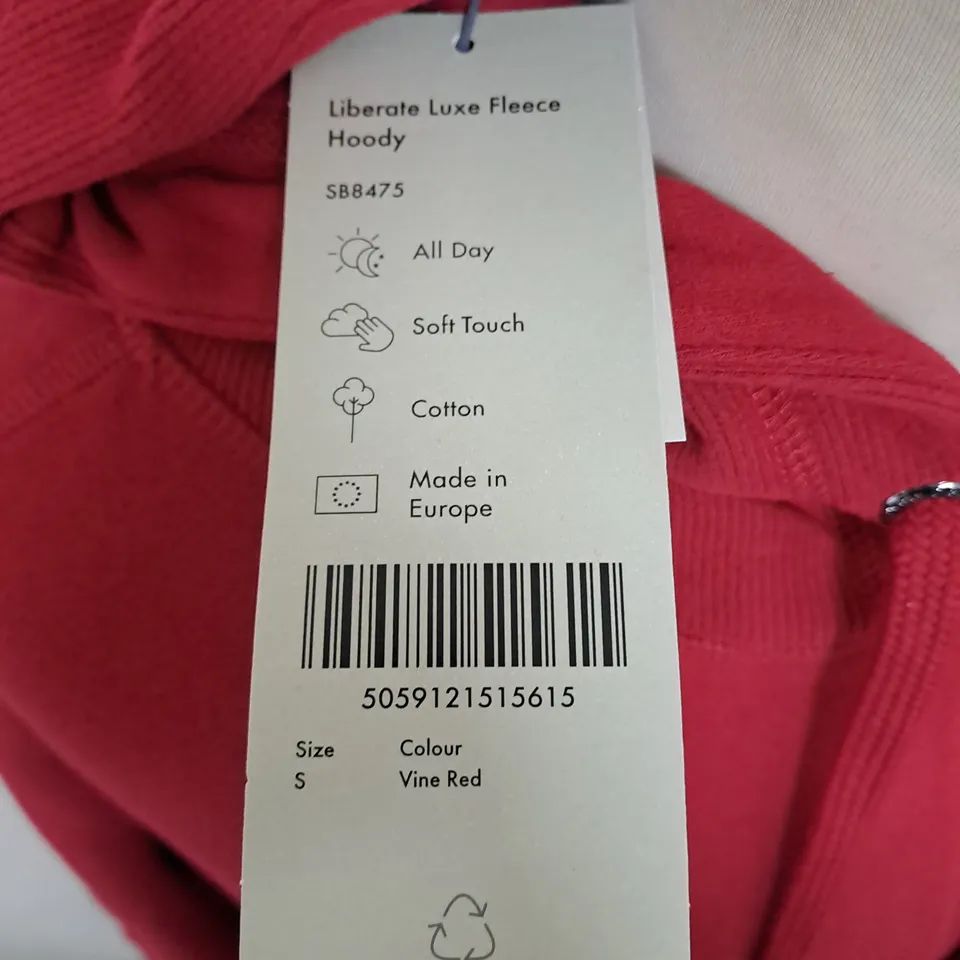 Liberate Luxe Fleece
Hoody
SB8475
All Day
Soft Touch
Cotton
Made in
Europe
5059121515615
Size Colour
S Vine Red